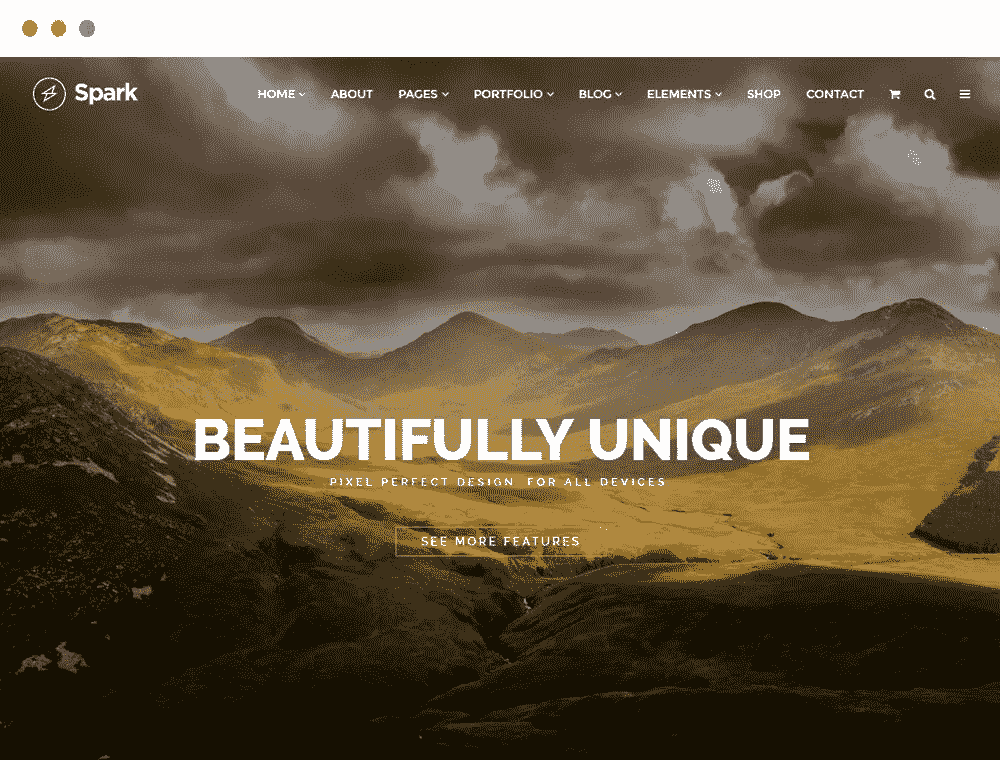 Spark
HOME ABOUT PAGES PORTFOLIO BLOG ELEMENTS SHOP CONTACT
BEAUTIFULLY UNIQUE
PIXEL PERFECT DESIGN FOR ALL DEVICES
SEE MORE FEATURES